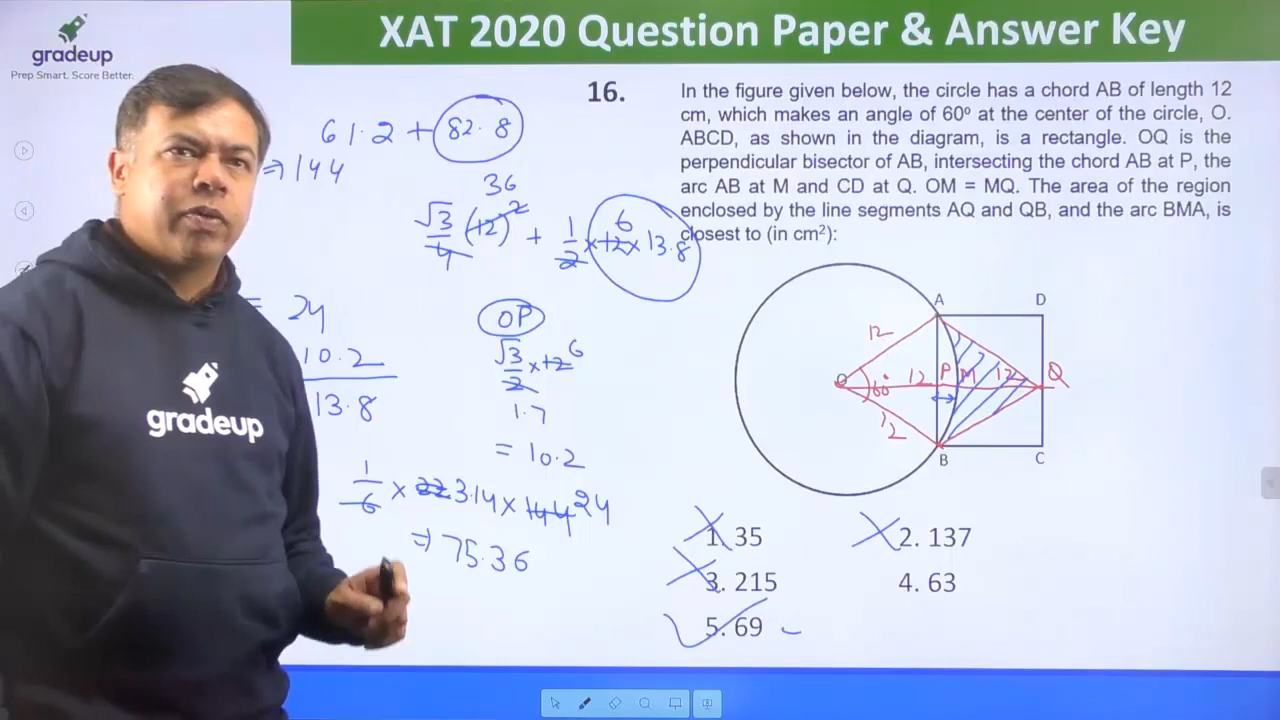 gradeup
Prep Smart. Score Better.
XAT 2020 Question Paper & Answer Key
16.
In the figure given below, the circle has a chord AB of length 12
cm, which makes an angle of 60º at the center of the circle, O.
ABCD, as shown in the diagram, is a rectangle. OQ is the
perpendicular bisector of AB, intersecting the chord AB at P, the
arc AB at M and CD at Q. OM = MQ. The area of the region
enclosed by the line segments AQ and QB, and the arc BMA, is
closest to (in cm²):
61.2 + 82.8
⇒ 144
36
√3/4 (12)² + 1/2 × 12 × 13.8
6
= 24
10.2
13.8
OP
√3/2 × 12 6
1.7
= 10.2
1/6 × 22 3.14 × 144 24
⇒ 75.36
A
D
12
O
60°
12
P
M
12
Q
12
B
C
1. 35
2. 137
3. 215
4. 63
5. 69
gradeup